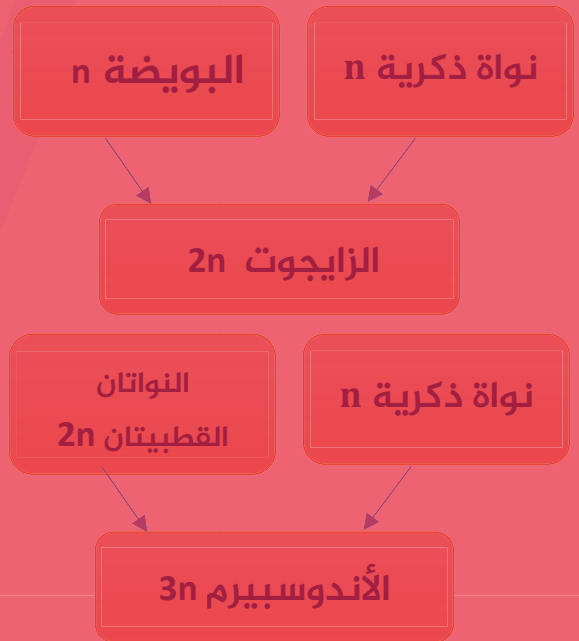 نواة ذكرية n
البويضة n
الزايجوت 2n
نواة ذكرية n
النواتان
القطبيتان 2n
الأندوسبيرم 3n